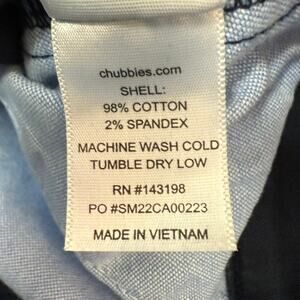 chubbies.com
SHELL:
98% COTTON
2% SPANDEX
MACHINE WASH COLD
TUMBLE DRY LOW
RN #143198
PO #SM22CA00223
MADE IN VIETNAM